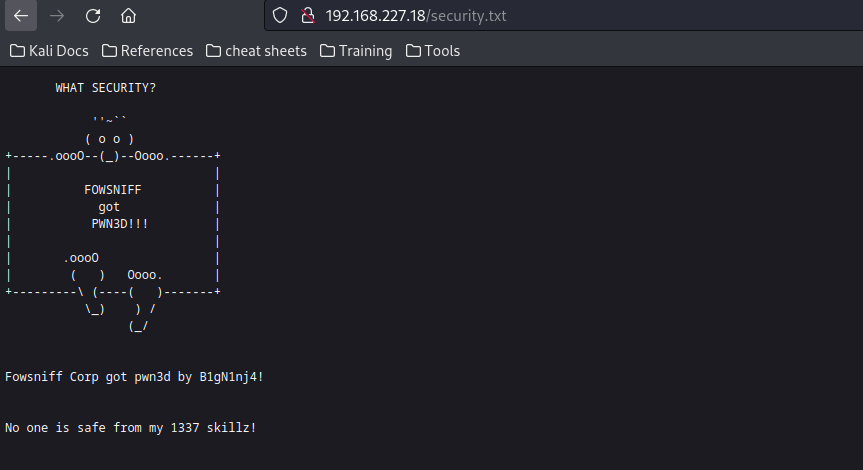 192.168.227.18/security.txt
Kali Docs References cheat sheets Training Tools
       WHAT SECURITY?

            ''~``
           ( o o )
+-----.oooO--(_)--Oooo.------+
|                            |
|          FOWSNIFF          |
|            got             |
|           PWN3D!!!         |
|                            |
|       .oooO                |
|        (   )   Oooo.       |
+---------\ (----(   )-------+
           \_)    ) /
                 (_/
Fowsniff Corp got pwn3d by B1gN1nj4!
No one is safe from my 1337 skillz!